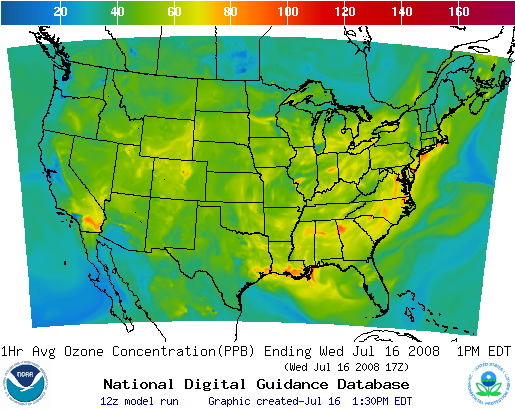 20 40 60 80 100 120 140 160
1Hr Avg Ozone Concentration(PPB) Ending Wed Jul 16 2008 1PM EDT
(Wed Jul 16 2008 17Z)
National Digital Guidance Database
12z model run Graphic created-Jul 16 1:30PM EDT
NOAA